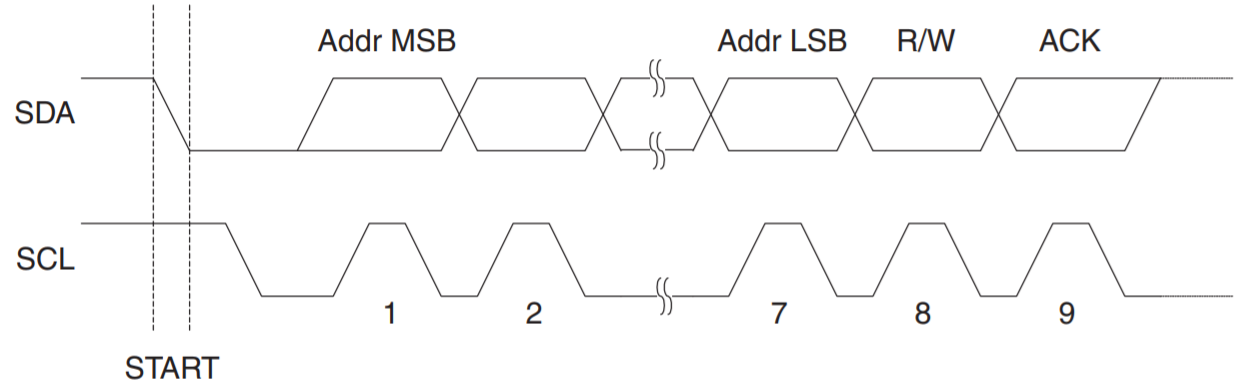 Addr MSB Addr LSB R/W ACK
SDA
SCL
1 2 7 8 9
START